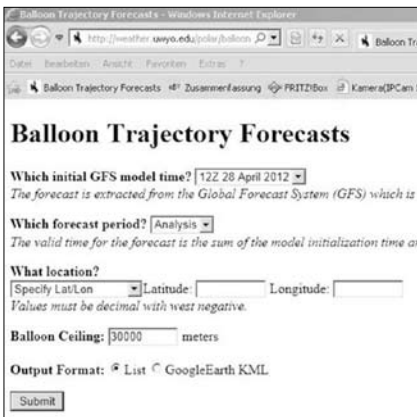 Balloon Trajectory Forecasts - Windows Internet Explorer
http://weather.uwyo.edu/polar/balloon
Balloon Tra
Datei Bearbeiten Ansicht Favoriten Extras ?
Balloon Trajectory Forecasts Zusammenfassung FRITZ!Box Kamera(IPCam
Balloon Trajectory Forecasts
Which initial GFS model time? 12Z 28 April 2012
The forecast is extracted from the Global Forecast System (GFS) which is
Which forecast period? Analysis
The valid time for the forecast is the sum of the model initialization time a
What location?
Specify Lat/Lon Latitude: Longitude:
Values must be decimal with west negative.
Balloon Ceiling: 30000 meters
Output Format: List GoogleEarth KML
Submit